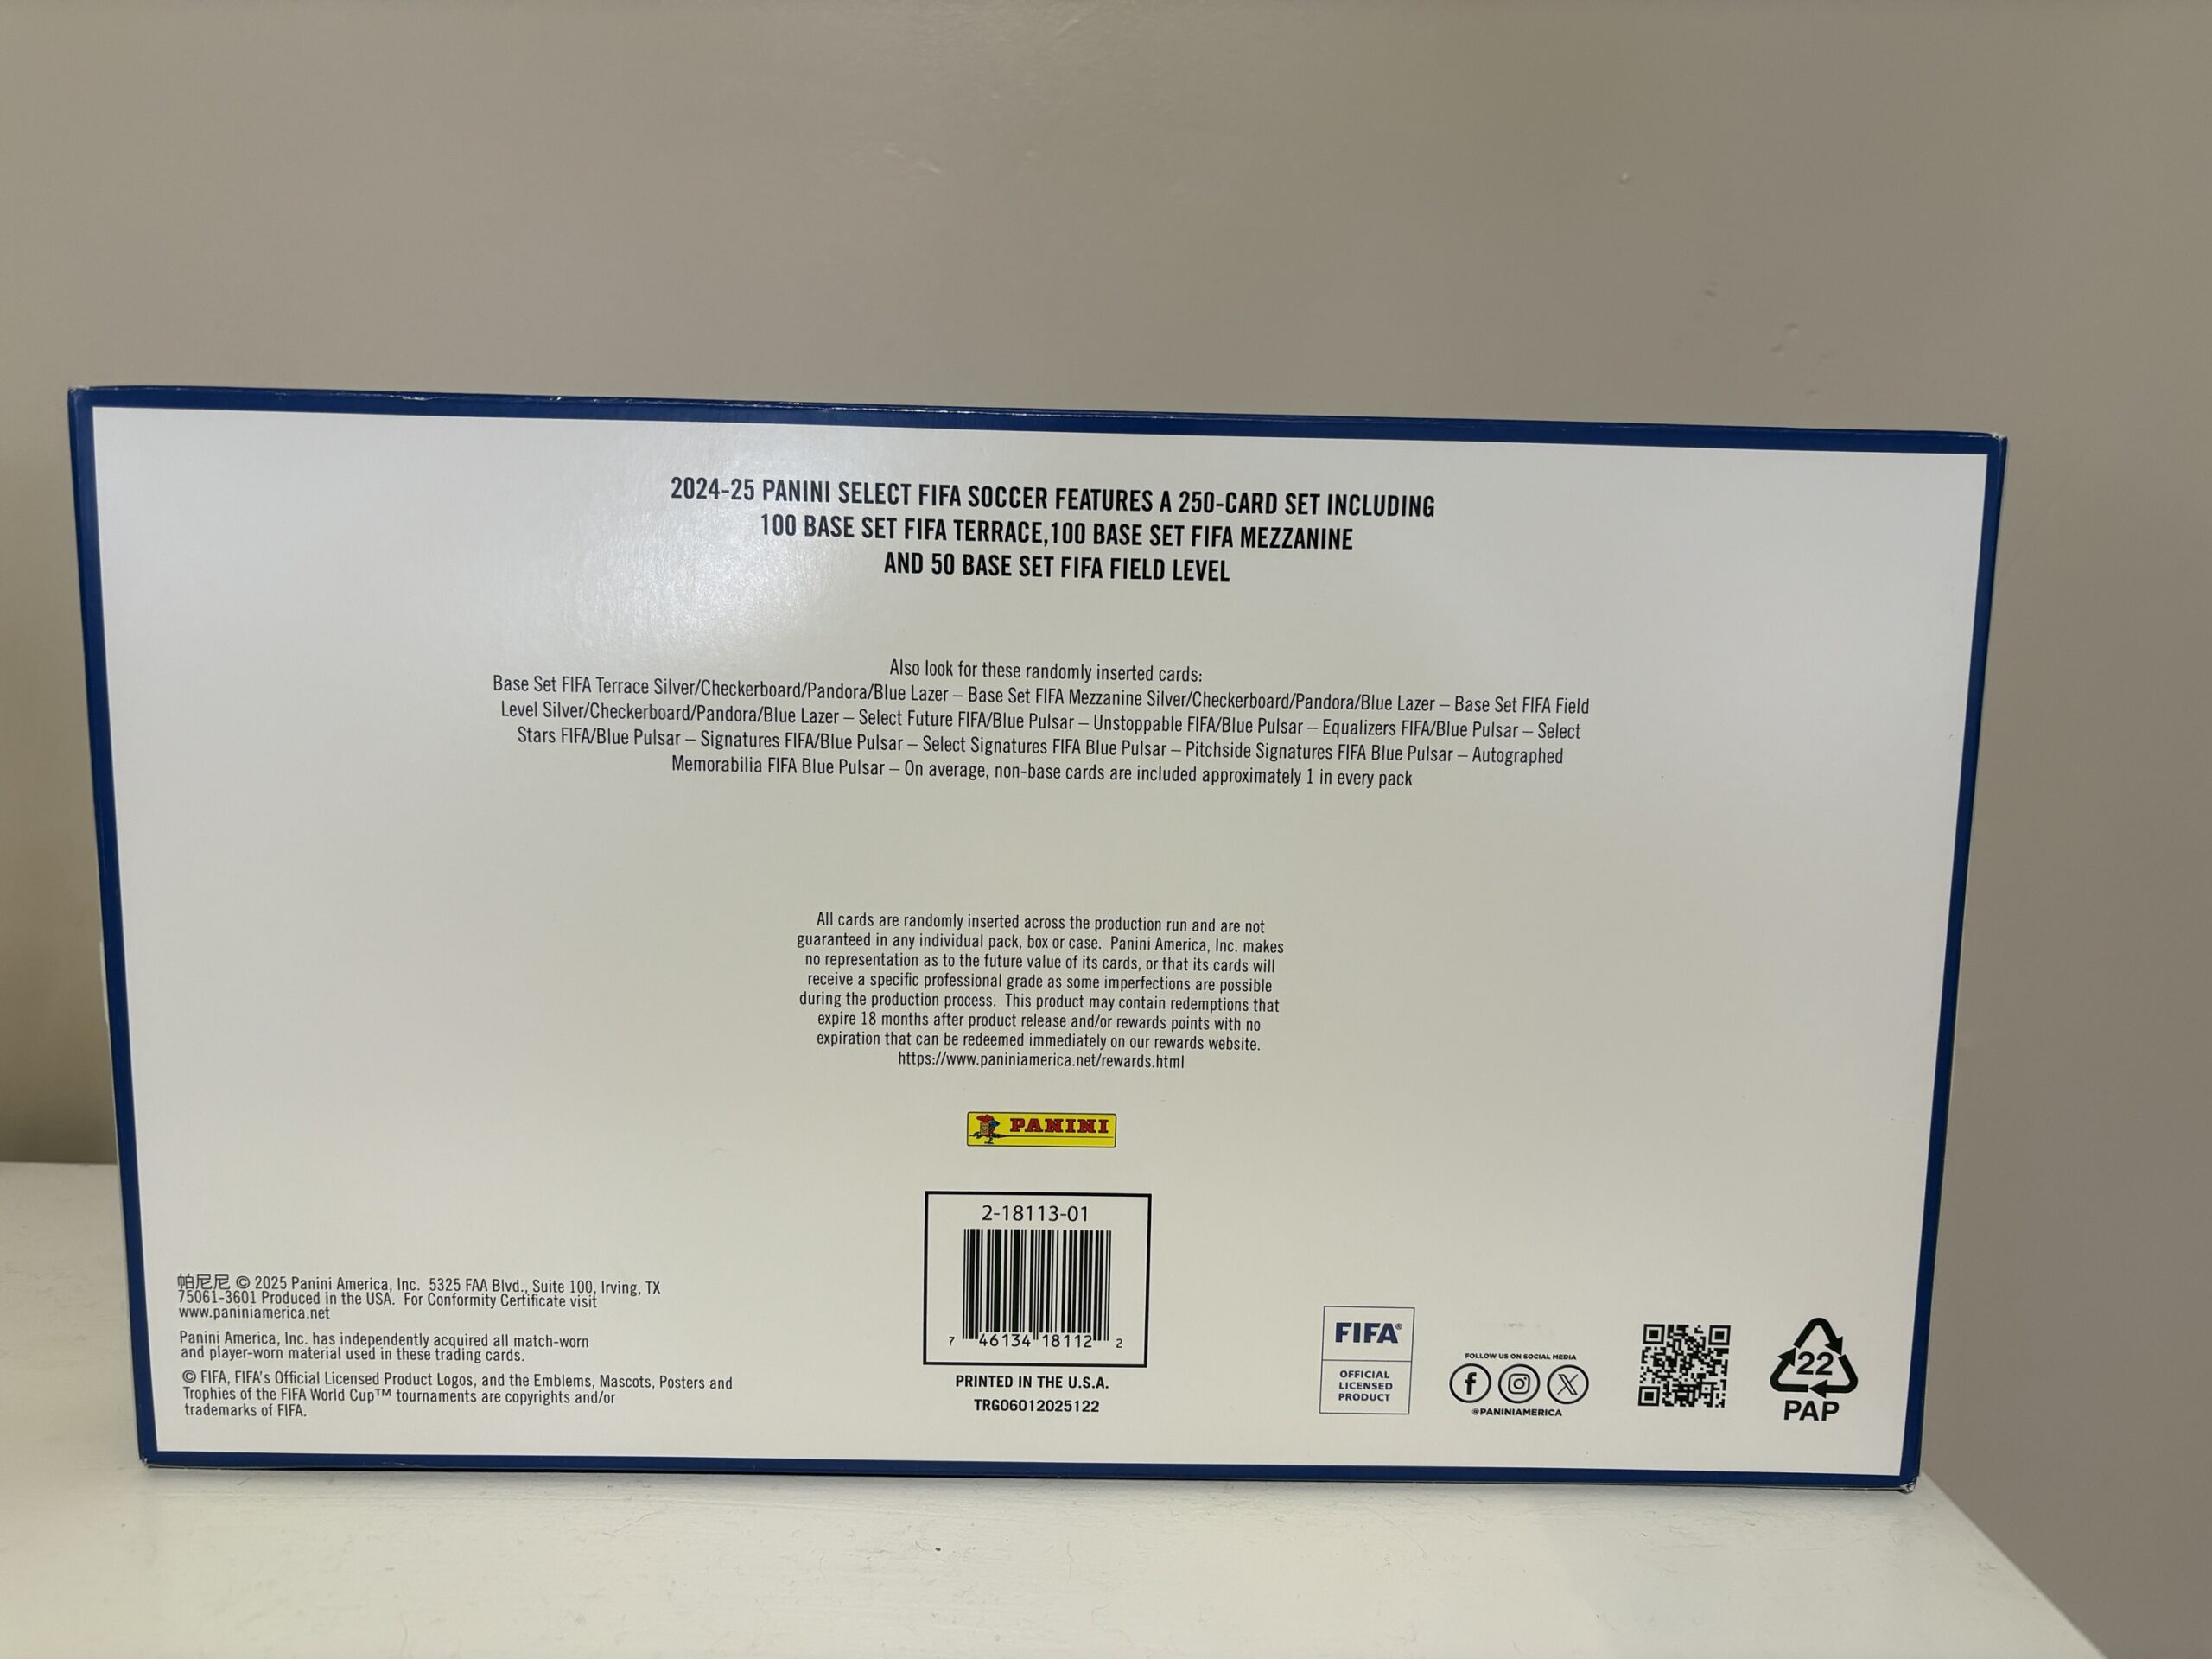 2024-25 PANINI SELECT FIFA SOCCER FEATURES A 250-CARD SET INCLUDING
100 BASE SET FIFA TERRACE,100 BASE SET FIFA MEZZANINE
AND 50 BASE SET FIFA FIELD LEVEL
Also look for these randomly inserted cards:
Base Set FIFA Terrace Silver/Checkerboard/Pandora/Blue Lazer – Base Set FIFA Mezzanine Silver/Checkerboard/Pandora/Blue Lazer – Base Set FIFA Field
Level Silver/Checkerboard/Pandora/Blue Lazer – Select Future FIFA/Blue Pulsar – Unstoppable FIFA/Blue Pulsar – Equalizers FIFA/Blue Pulsar – Select
Stars FIFA/Blue Pulsar – Signatures FIFA/Blue Pulsar – Select Signatures FIFA Blue Pulsar – Pitchside Signatures FIFA Blue Pulsar – Autographed
Memorabilia FIFA Blue Pulsar – On average, non-base cards are included approximately 1 in every pack
All cards are randomly inserted across the production run and are not
guaranteed in any individual pack, box or case. Panini America, Inc. makes
no representation as to the future value of its cards, or that its cards will
receive a specific professional grade as some imperfections are possible
during the production process. This product may contain redemptions that
expire 18 months after product release and/or rewards points with no
expiration that can be redeemed immediately on our rewards website.
https://www.paniniamerica.net/rewards.html
PANINI
2-18113-01
7 46134 18112 2
PRINTED IN THE U.S.A.
TRG06012025122
帕尼尼 © 2025 Panini America, Inc. 5325 FAA Blvd., Suite 100, Irving, TX
75061-3601 Produced in the USA. For Conformity Certificate visit
www.paniniamerica.net
Panini America, Inc. has independently acquired all match-worn
and player-worn material used in these trading cards.
© FIFA, FIFA's Official Licensed Product Logos, and the Emblems, Mascots, Posters and
Trophies of the FIFA World Cup™ tournaments are copyrights and/or
trademarks of FIFA.
FIFA®
OFFICIAL
LICENSED
PRODUCT
FOLLOW US ON SOCIAL MEDIA
@PANINIAMERICA
22
PAP